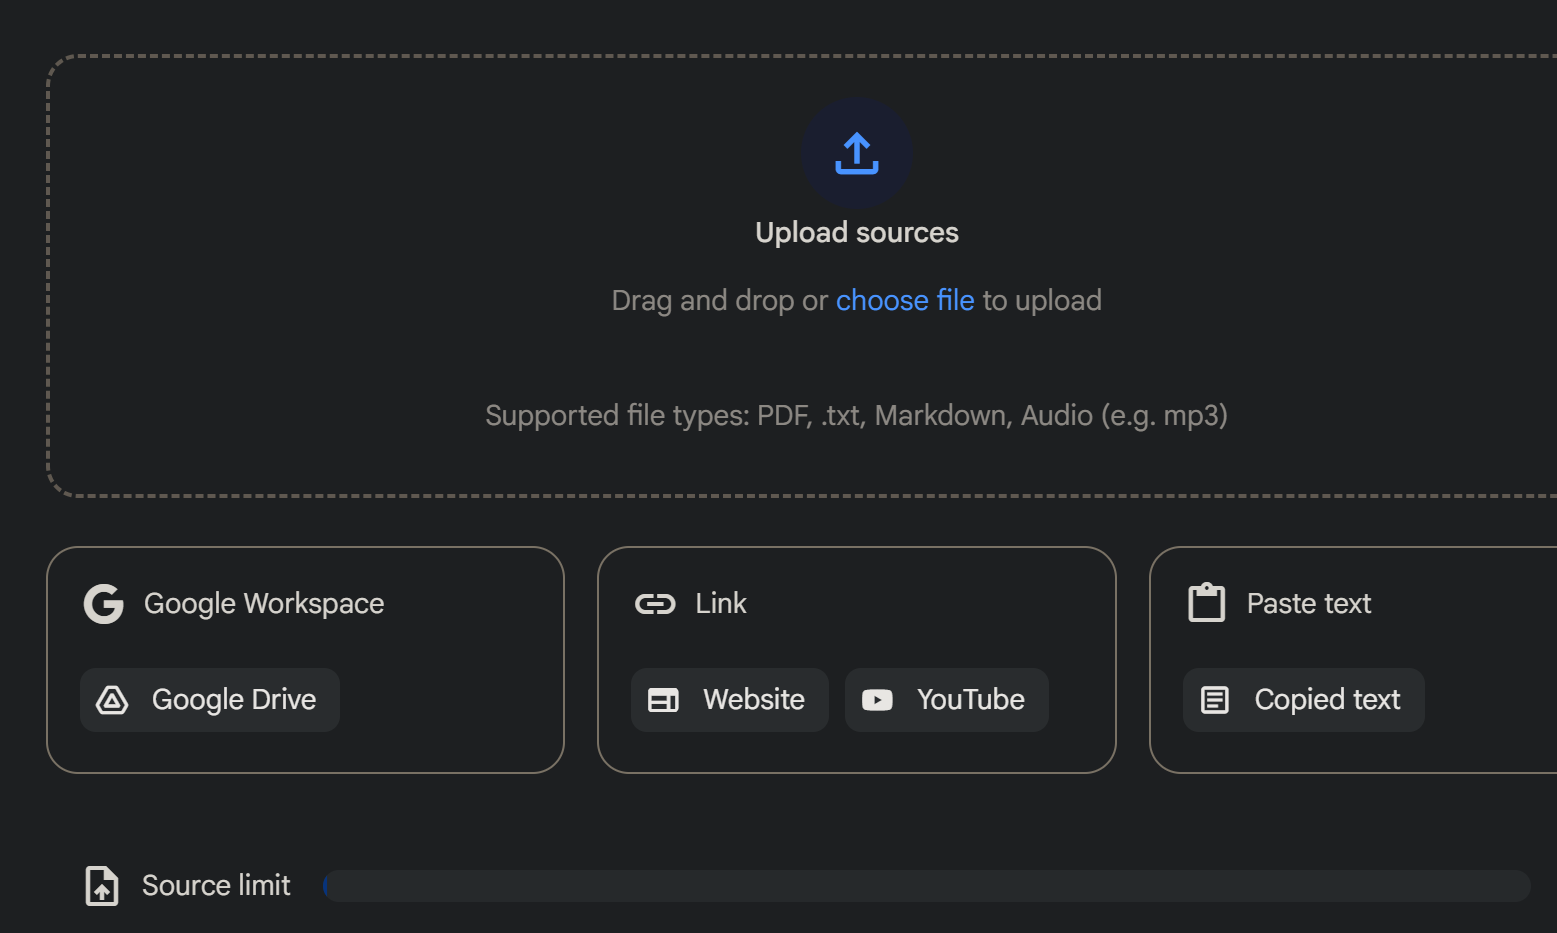 Upload sources
Drag and drop or choose file to upload
Supported file types: PDF, .txt, Markdown, Audio (e.g. mp3)
Google Workspace
Google Drive
Link
Website
YouTube
Paste text
Copied text
Source limit